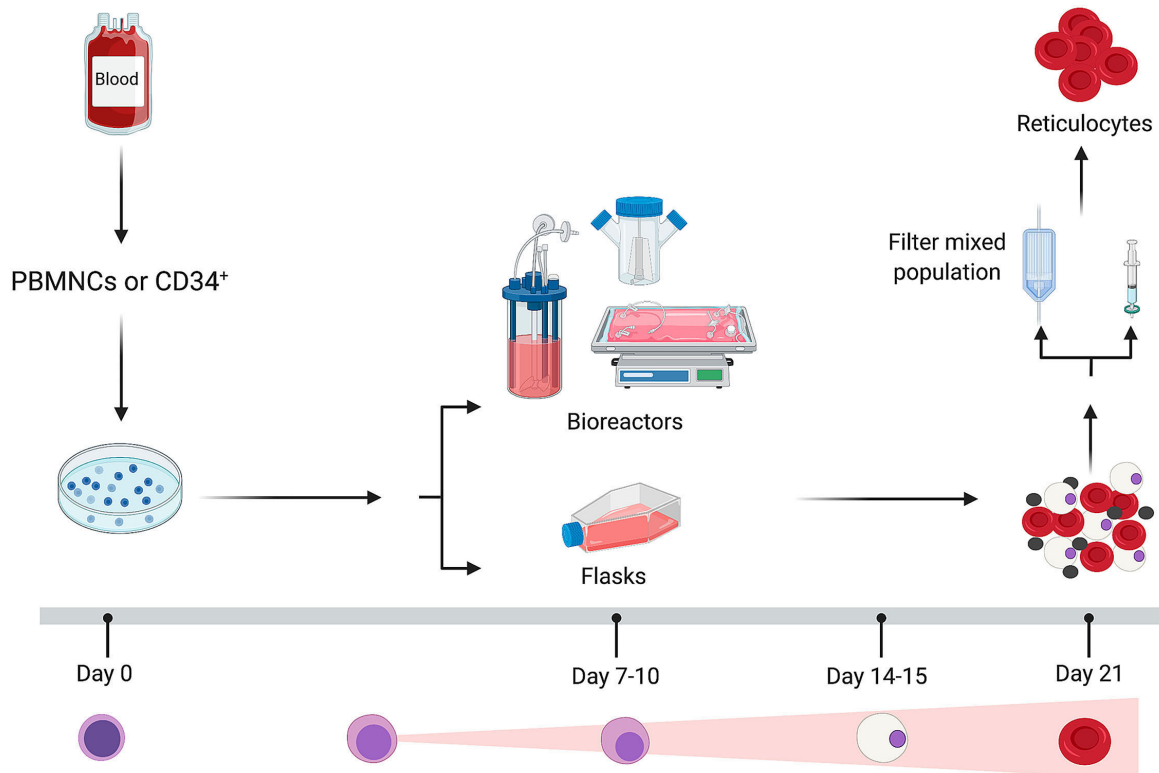 Blood
PBMNCs or CD34⁺
Bioreactors
Flasks
Reticulocytes
Filter mixed
population
Day 0
Day 7-10
Day 14-15
Day 21